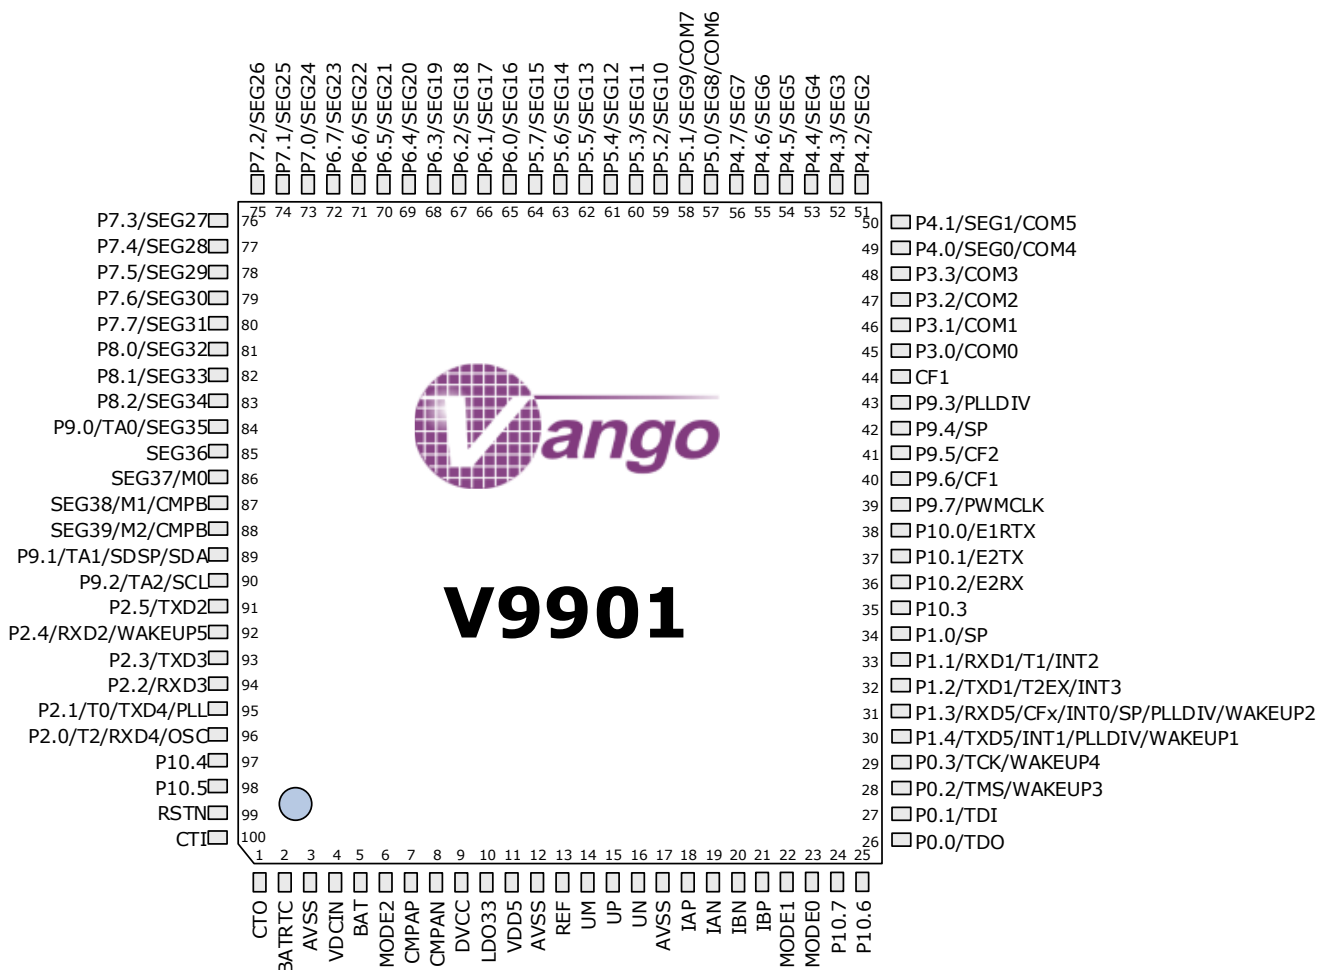 P7.2/SEG26
P7.1/SEG25
P7.0/SEG24
P6.7/SEG23
P6.6/SEG22
P6.5/SEG21
P6.4/SEG20
P6.3/SEG19
P6.2/SEG18
P6.1/SEG17
P6.0/SEG16
P5.7/SEG15
P5.6/SEG14
P5.5/SEG13
P5.4/SEG12
P5.3/SEG11
P5.2/SEG10
P5.1/SEG9/COM7
P5.0/SEG8/COM6
P4.7/SEG7
P4.6/SEG6
P4.5/SEG5
P4.4/SEG4
P4.3/SEG3
P4.2/SEG2
75 74 73 72 71 70 69 68 67 66 65 64 63 62 61 60 59 58 57 56 55 54 53 52 51
P7.3/SEG27 76
P7.4/SEG28 77
P7.5/SEG29 78
P7.6/SEG30 79
P7.7/SEG31 80
P8.0/SEG32 81
P8.1/SEG33 82
P8.2/SEG34 83
P9.0/TA0/SEG35 84
SEG36 85
SEG37/M0 86
SEG38/M1/CMPB 87
SEG39/M2/CMPB 88
P9.1/TA1/SDSP/SDA 89
P9.2/TA2/SCL 90
P2.5/TXD2 91
P2.4/RXD2/WAKEUP5 92
P2.3/TXD3 93
P2.2/RXD3 94
P2.1/T0/TXD4/PLL 95
P2.0/T2/RXD4/OSC 96
P10.4 97
P10.5 98
RSTN 99
CTI 100
Vango
V9901
50 P4.1/SEG1/COM5
49 P4.0/SEG0/COM4
48 P3.3/COM3
47 P3.2/COM2
46 P3.1/COM1
45 P3.0/COM0
44 CF1
43 P9.3/PLLDIV
42 P9.4/SP
41 P9.5/CF2
40 P9.6/CF1
39 P9.7/PWMCLK
38 P10.0/E1RTX
37 P10.1/E2TX
36 P10.2/E2RX
35 P10.3
34 P1.0/SP
33 P1.1/RXD1/T1/INT2
32 P1.2/TXD1/T2EX/INT3
31 P1.3/RXD5/CFx/INT0/SP/PLLDIV/WAKEUP2
30 P1.4/TXD5/INT1/PLLDIV/WAKEUP1
29 P0.3/TCK/WAKEUP4
28 P0.2/TMS/WAKEUP3
27 P0.1/TDI
26 P0.0/TDO
1 2 3 4 5 6 7 8 9 10 11 12 13 14 15 16 17 18 19 20 21 22 23 24 25
CTO
BATRTC
AVSS
VDCIN
BAT
MODE2
CMPAP
CMPAN
DVCC
LDO33
VDD5
AVSS
REF
UM
UP
UN
AVSS
IAP
IAN
IBN
IBP
MODE1
MODE0
P10.7
P10.6